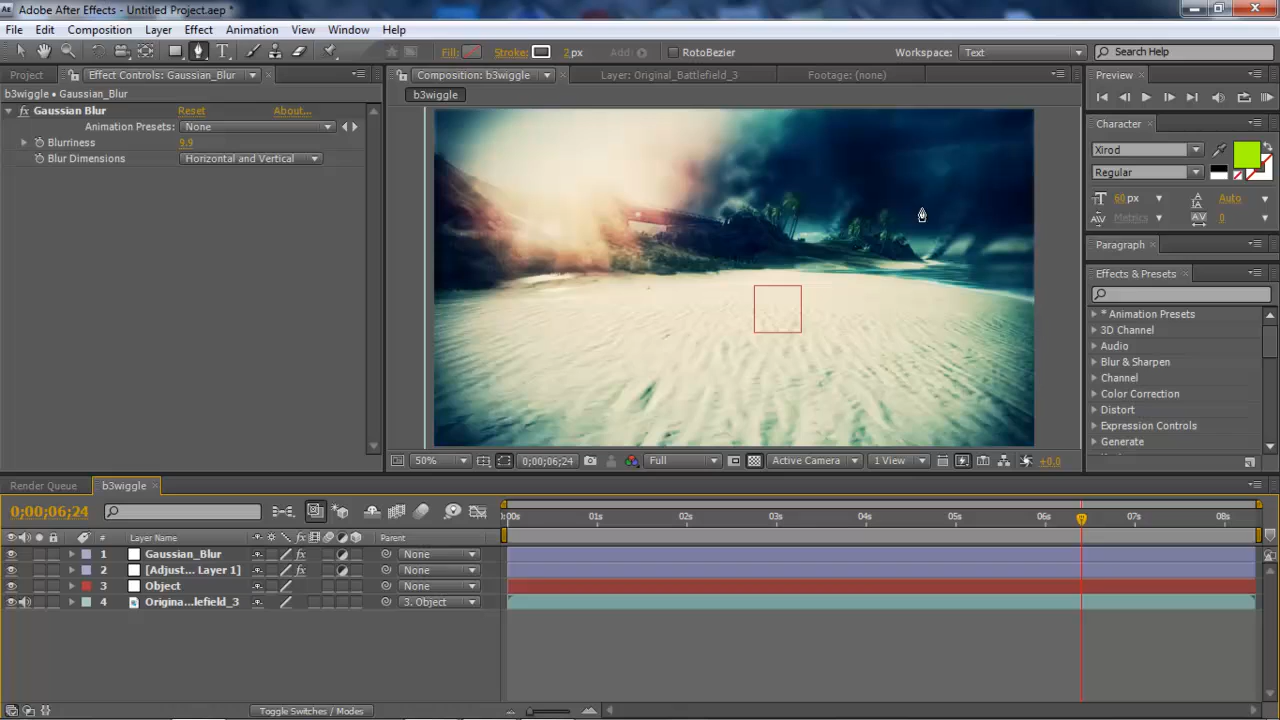 Adobe After Effects - Untitled Project.aep *
File Edit Composition Layer Effect Animation View Window Help
Fill: Stroke: 2 px Add: RotoBezier Workspace: Text Search Help
Project Effect Controls: Gaussian_Blur Composition: b3wiggle Layer: Original_Battlefield_3 Footage: (none) Preview
b3wiggle • Gaussian_Blur b3wiggle
Gaussian Blur Reset About...
Animation Presets: None
Blurriness 9.9
Blur Dimensions Horizontal and Vertical
Character
Xirod
Regular
60 px Auto
Metrics 0
Paragraph
Effects & Presets
* Animation Presets
3D Channel
Audio
Blur & Sharpen
Channel
Color Correction
Distort
Expression Controls
Generate
50% 0;00;06;24 Full Active Camera 1 View +0.0
Render Queue b3wiggle
0;00;06;24 :00s 01s 02s 03s 04s 05s 06s 07s 08s
# Layer Name Parent
1 Gaussian_Blur None
2 [Adjust... Layer 1] None
3 Object None
4 Origina...lefield_3 3. Object
Toggle Switches / Modes